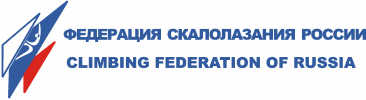 ФЕДЕРАЦИЯ СКАЛОЛАЗАНИЯ РОССИИ
CLIMBING FEDERATION OF RUSSIA